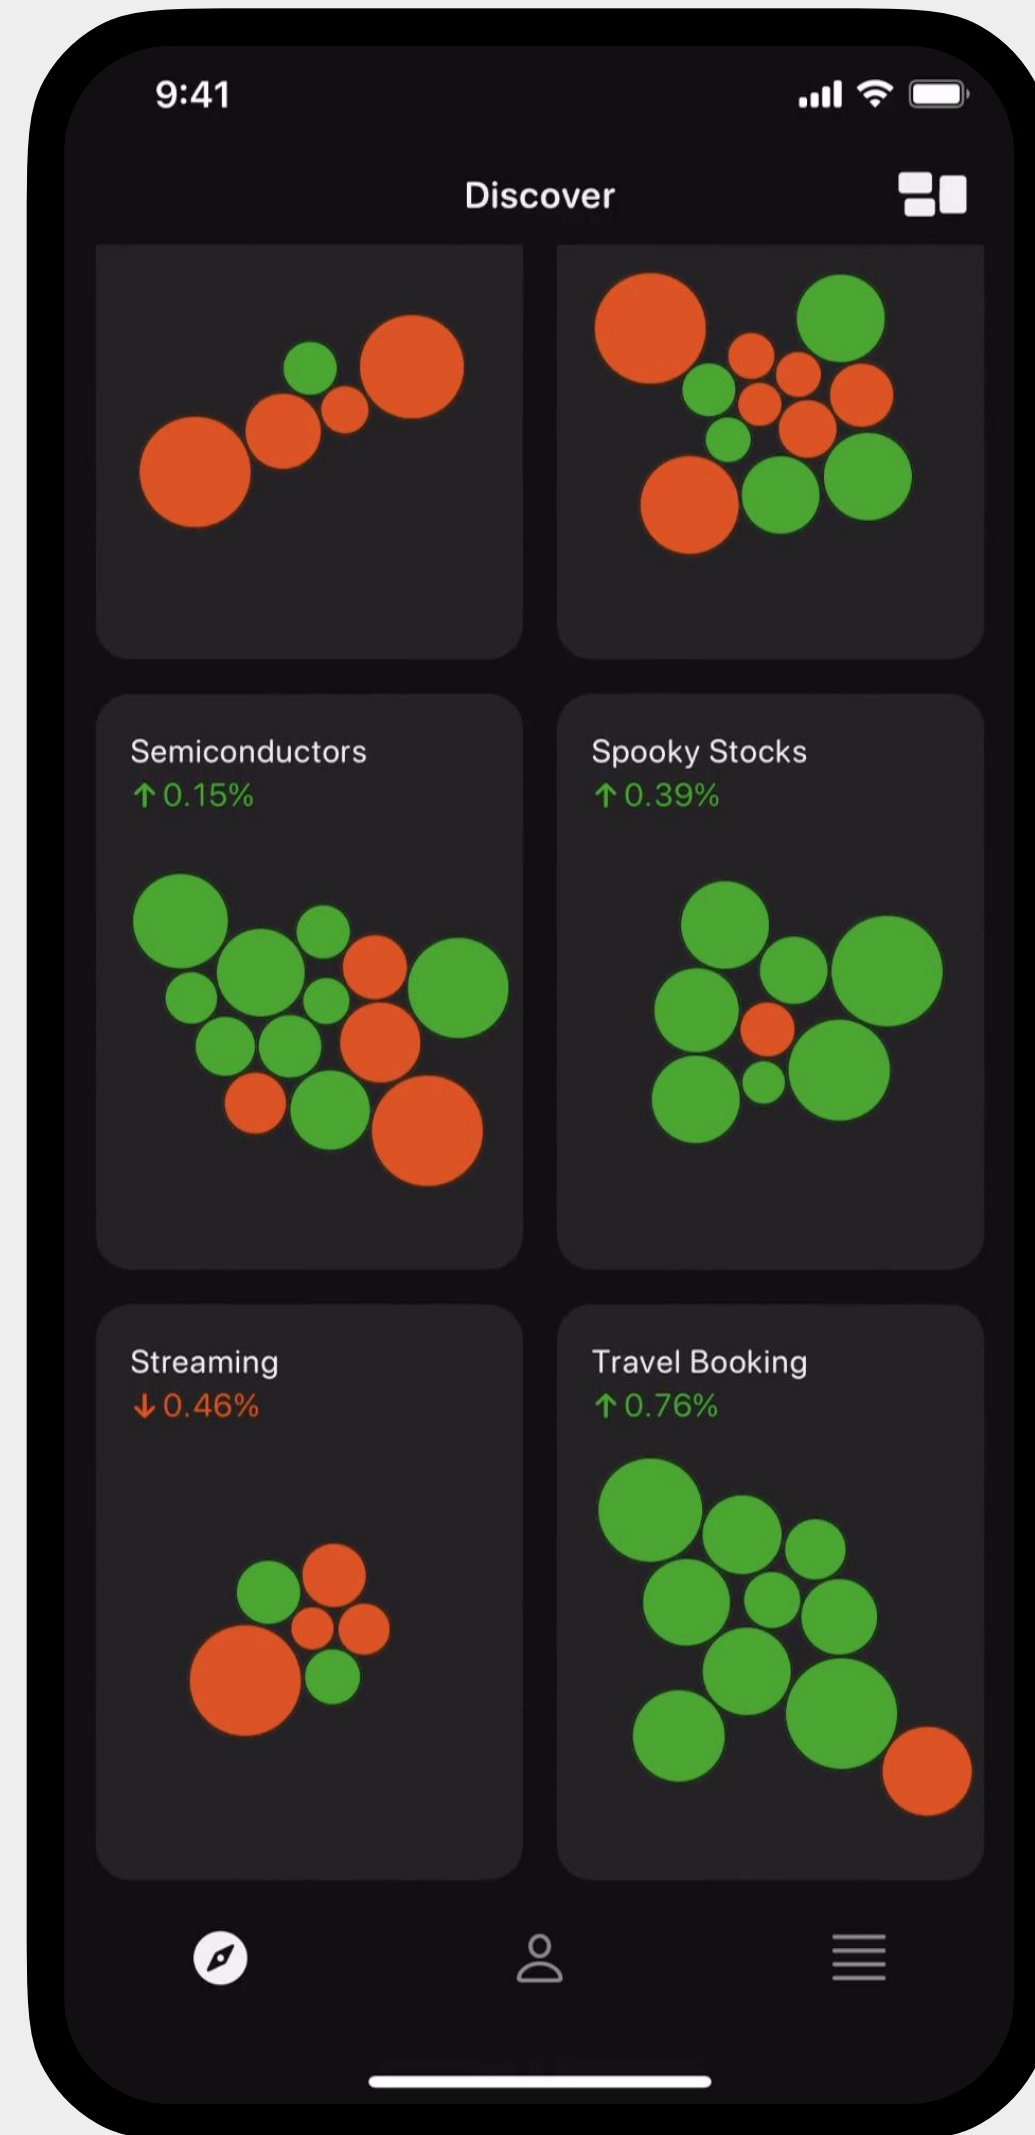 9:41
Discover
Semiconductors
↑ 0.15%
Spooky Stocks
↑ 0.39%
Streaming
↓ 0.46%
Travel Booking
↑ 0.76%